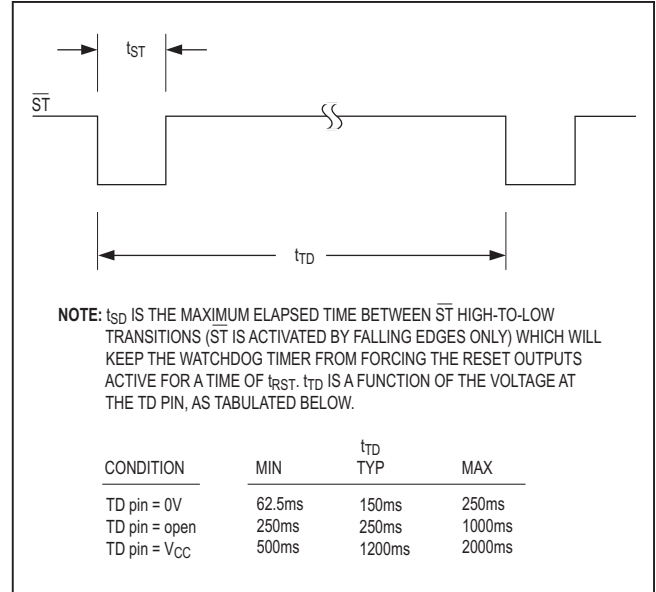 tST
ST
tTD
NOTE: tSD IS THE MAXIMUM ELAPSED TIME BETWEEN ST HIGH-TO-LOW
TRANSITIONS (ST IS ACTIVATED BY FALLING EDGES ONLY) WHICH WILL
KEEP THE WATCHDOG TIMER FROM FORCING THE RESET OUTPUTS
ACTIVE FOR A TIME OF tRST. tTD IS A FUNCTION OF THE VOLTAGE AT
THE TD PIN, AS TABULATED BELOW.
tTD
CONDITION MIN TYP MAX
TD pin = 0V 62.5ms 150ms 250ms
TD pin = open 250ms 250ms 1000ms
TD pin = VCC 500ms 1200ms 2000ms